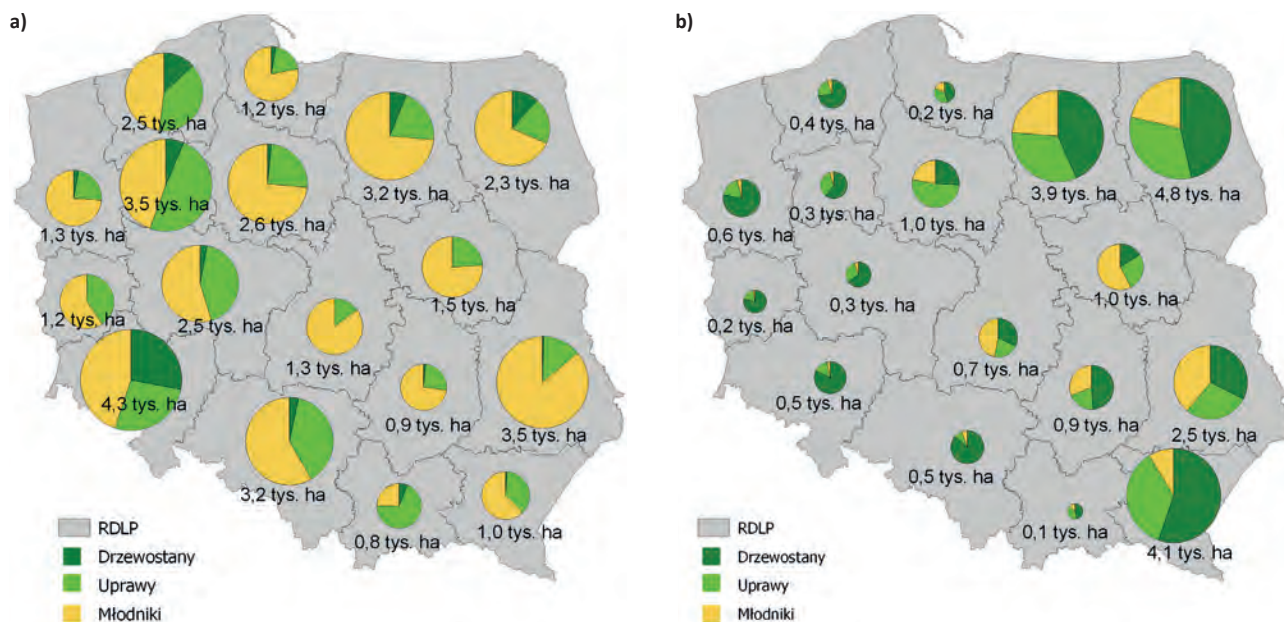 a)
2,5 tys. ha
1,2 tys. ha
3,2 tys. ha
2,3 tys. ha
1,3 tys. ha
3,5 tys. ha
2,6 tys. ha
1,2 tys. ha
2,5 tys. ha
1,5 tys. ha
1,3 tys. ha
4,3 tys. ha
0,9 tys. ha
3,5 tys. ha
3,2 tys. ha
0,8 tys. ha
1,0 tys. ha
RDLP
Drzewostany
Uprawy
Młodniki
b)
0,4 tys. ha
0,2 tys. ha
3,9 tys. ha
4,8 tys. ha
0,6 tys. ha
0,3 tys. ha
1,0 tys. ha
0,2 tys. ha
0,3 tys. ha
1,0 tys. ha
0,7 tys. ha
0,5 tys. ha
0,9 tys. ha
2,5 tys. ha
0,5 tys. ha
0,1 tys. ha
4,1 tys. ha
RDLP
Drzewostany
Uprawy
Młodniki